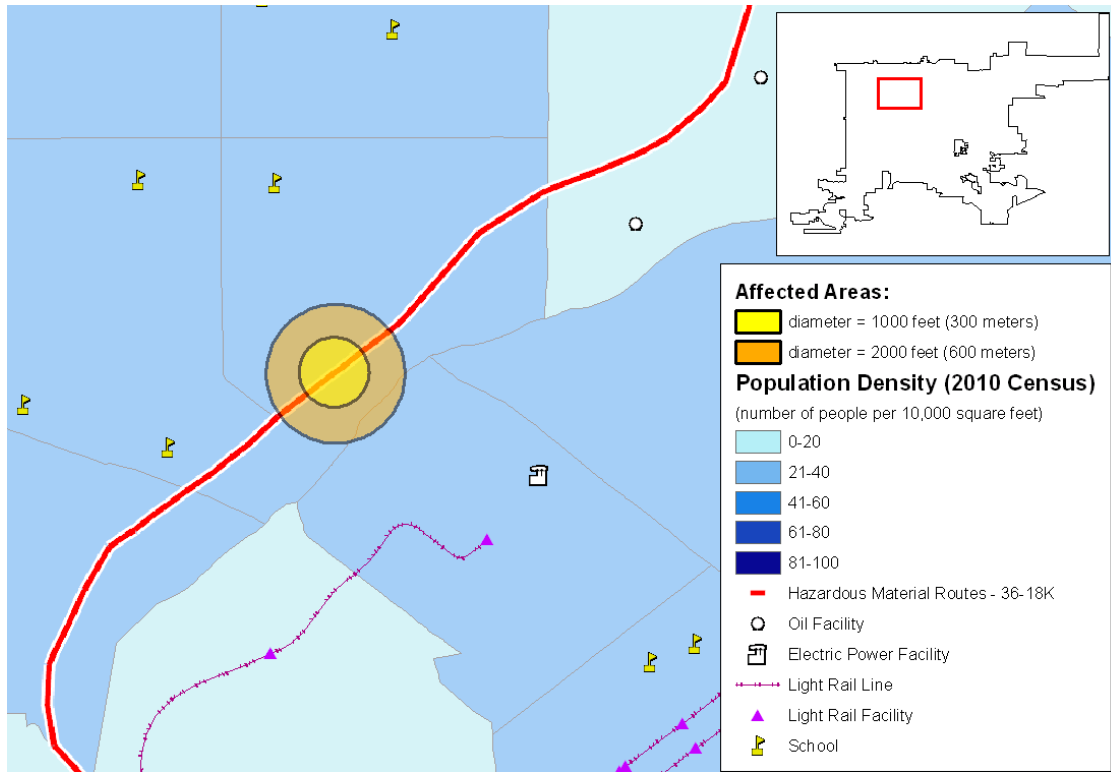 Affected Areas:
diameter = 1000 feet (300 meters)
diameter = 2000 feet (600 meters)
Population Density (2010 Census)
(number of people per 10,000 square feet)
0-20
21-40
41-60
61-80
81-100
Hazardous Material Routes - 36-18K
Oil Facility
Electric Power Facility
Light Rail Line
Light Rail Facility
School